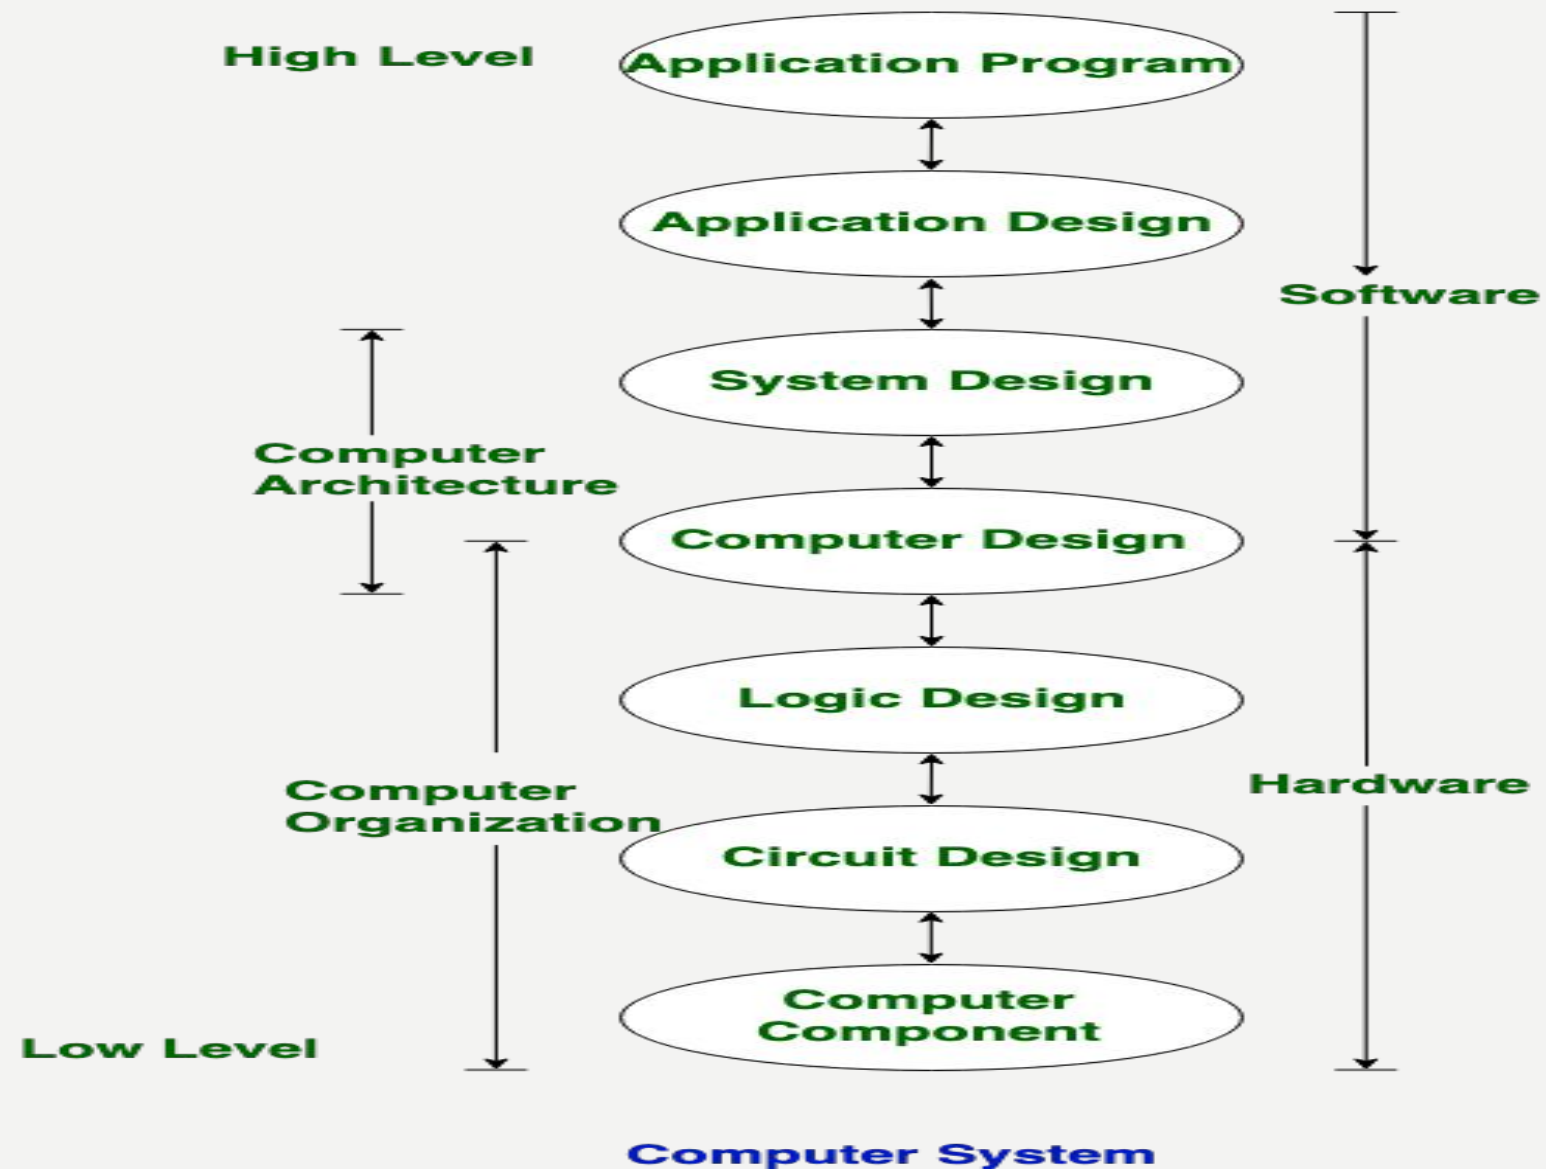 High Level
Application Program
Application Design
Software
System Design
Computer
Architecture
Computer Design
Logic Design
Computer
Organization
Hardware
Circuit Design
Computer
Component
Low Level
Computer System